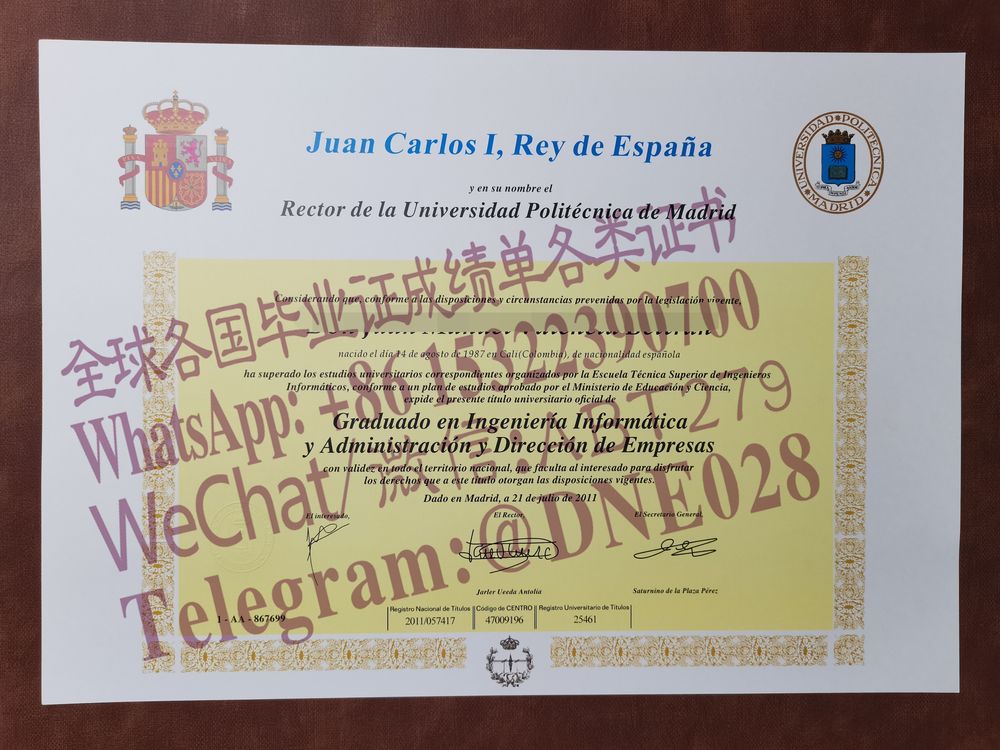 Juan Carlos I, Rey de España
y en su nombre el
Rector de la Universidad Politécnica de Madrid
UNIVERSIDAD POLITÉCNICA
MADRID
Considerando que, conforme a las disposiciones y circunstancias prevenidas por la legislación vigente,
nacido el día 14 de agosto de 1987 en Cali(Colombia), de nacionalidad española
ha superado los estudios universitarios correspondientes organizados por la Escuela Técnica Superior de Ingenieros
Informáticos, conforme a un plan de estudios aprobado por el Ministerio de Educación y Ciencia,
expide el presente título universitario oficial de
Graduado en Ingeniería Informática
y Administración y Dirección de Empresas
con validez en todo el territorio nacional, que faculta al interesado para disfrutar
los derechos que a este título otorgan las disposiciones vigentes.
Dado en Madrid, a 21 de julio de 2011
El interesado, El Rector, El Secretario General,
Jarler Uceda Antolía Saturnino de la Plaza Pérez
1 - AA - 867699
Registro Nacional de Títulos Código de CENTRO Registro Universitario de Títulos
2011/057417 47009196 25461
全球各国毕业证成绩单各类证书
WhatsApp: +86 15322390700
WeChat/微信: DT279
Telegram:@DNE028